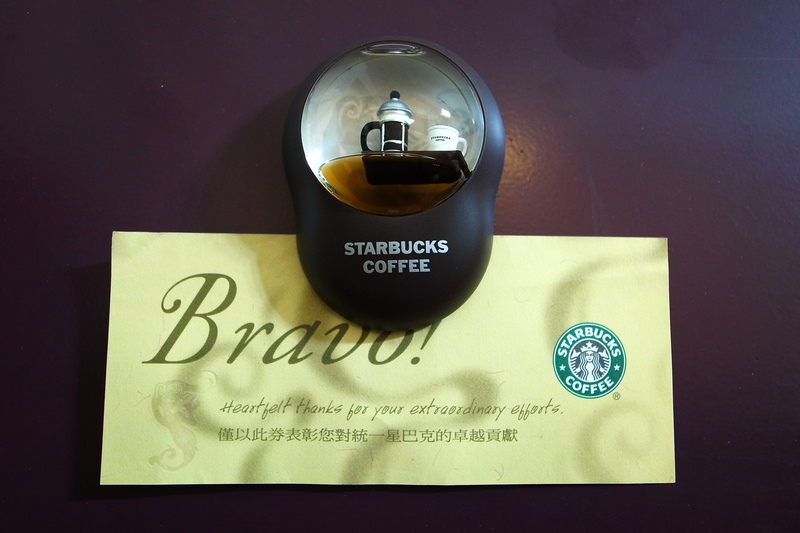 STARBUCKS
COFFEE
Bravo!
STARBUCKS
COFFEE
®
Heartfelt thanks for your extraordinary efforts.
僅以此券表彰您對統一星巴克的卓越貢獻